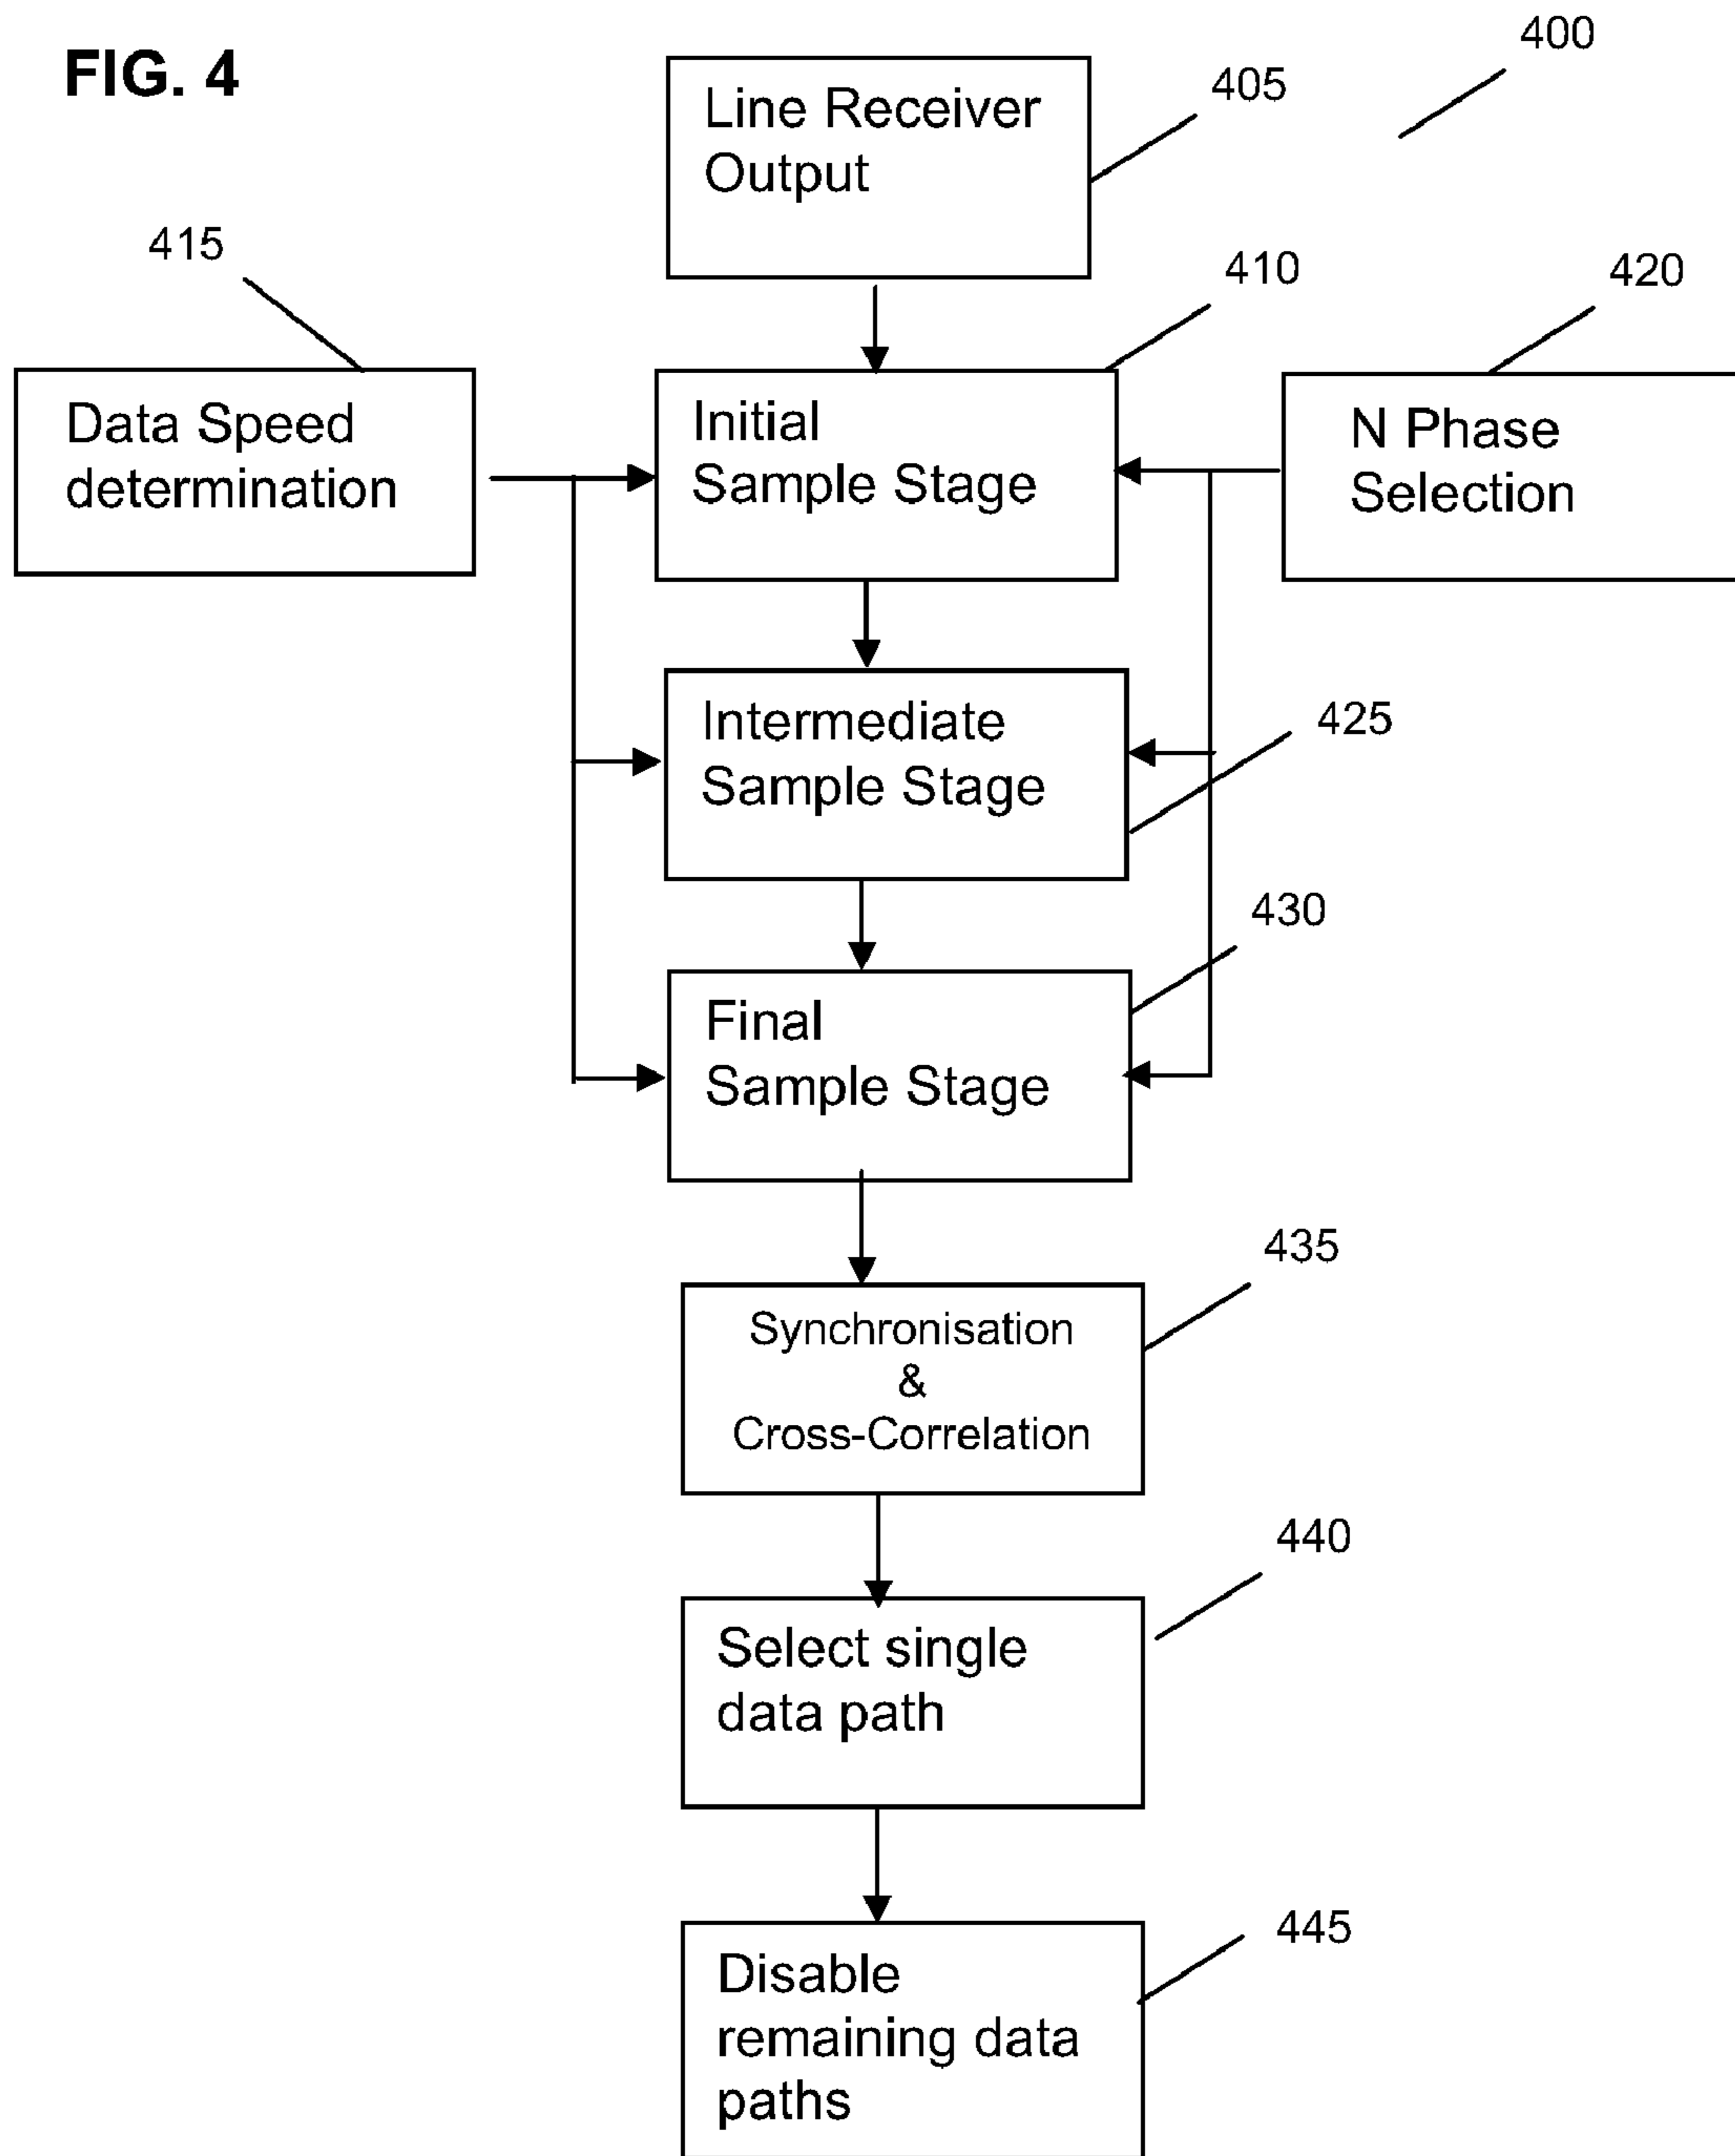 FIG. 4
400
Line Receiver
Output
405
415
410
420
Data Speed
determination
Initial
Sample Stage
N Phase
Selection
Intermediate
Sample Stage
425
430
Final
Sample Stage
435
Synchronisation
&
Cross-Correlation
440
Select single
data path
445
Disable
remaining data
paths